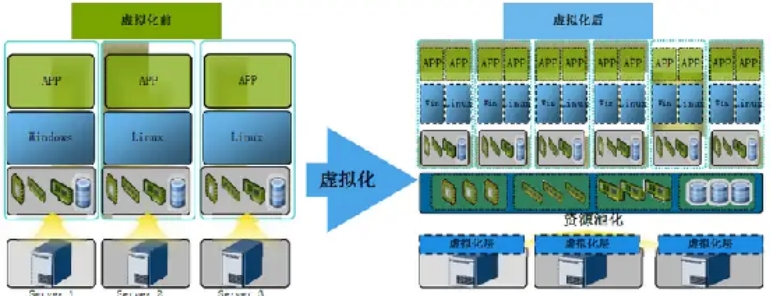 虚拟化前
虚拟化后
APP APP APP
Windows Linux Linux
APP APP APP APP APP APP APP APP APP APP APP APP
Win Linux Win Linux Win Linux Win Linux Win Linux Win Linux
虚拟化
资源池化
虚拟化层 虚拟化层 虚拟化层
Server 1 Server 2 Server 3